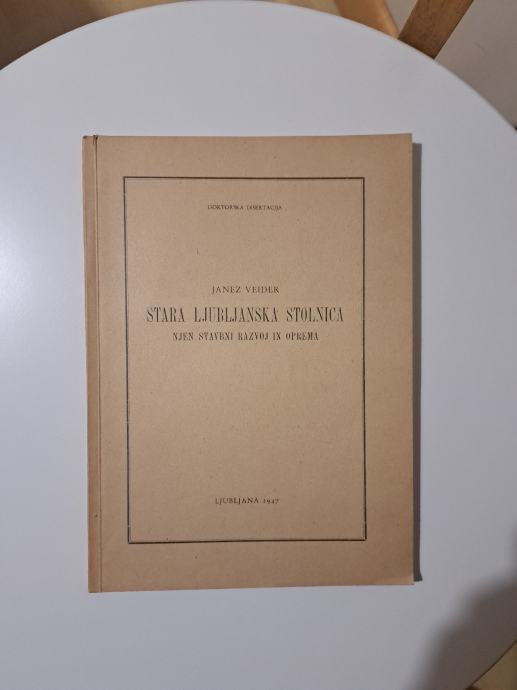 DOKTORSKA DISERTACIJA
JANEZ VEIDER
STARA LJUBLJANSKA STOLNICA
NJEN STAVBNI RAZVOJ IN OPREMA
LJUBLJANA 1947